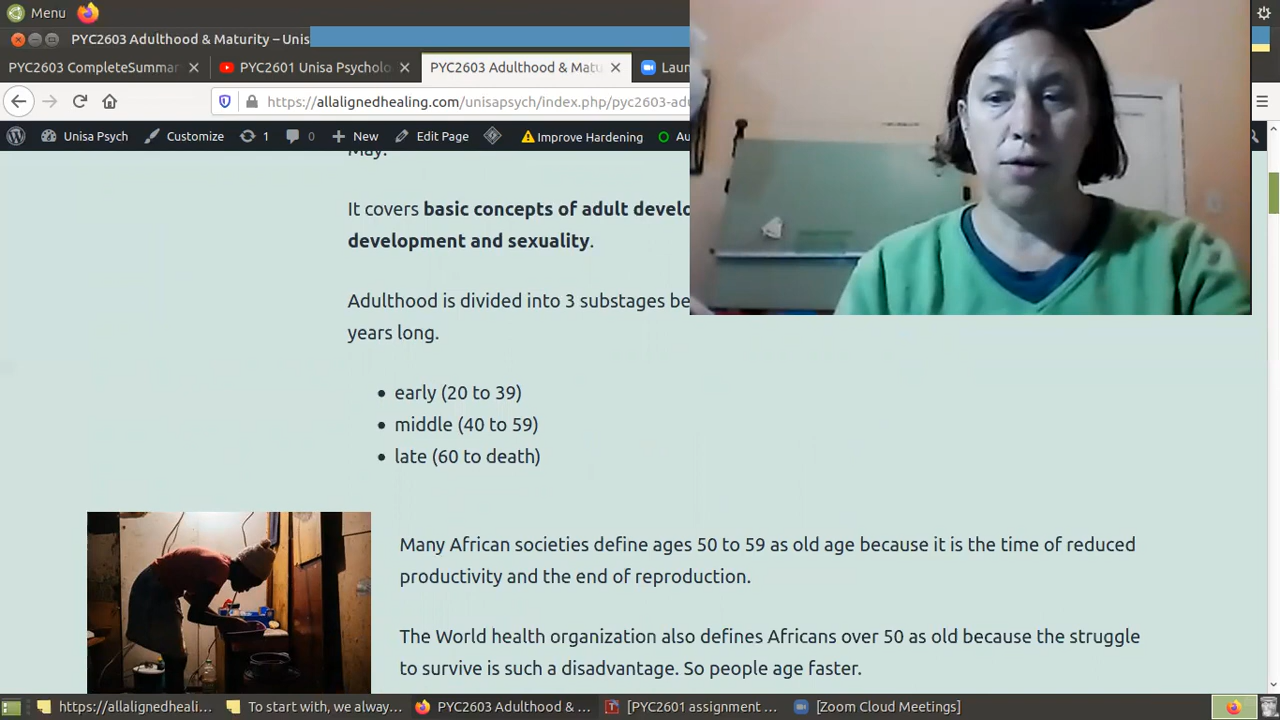 Menu
PYC2603 Adulthood & Maturity – Unis
PYC2603 CompleteSummar
PYC2601 Unisa Psycholo
PYC2603 Adulthood & Matu
Laun
https://allalignedhealing.com/unisapsych/index.php/pyc2603-adu
Unisa Psych
Customize
1
0
New
Edit Page
Improve Hardening
Au
May.
It covers basic concepts of adult develo
development and sexuality.
Adulthood is divided into 3 substages be
years long.
• early (20 to 39)
• middle (40 to 59)
• late (60 to death)
Many African societies define ages 50 to 59 as old age because it is the time of reduced
productivity and the end of reproduction.
The World health organization also defines Africans over 50 as old because the struggle
to survive is such a disadvantage. So people age faster.
https://allalignedheali...
To start with, we alway...
PYC2603 Adulthood & ...
[PYC2601 assignment ...
[Zoom Cloud Meetings]